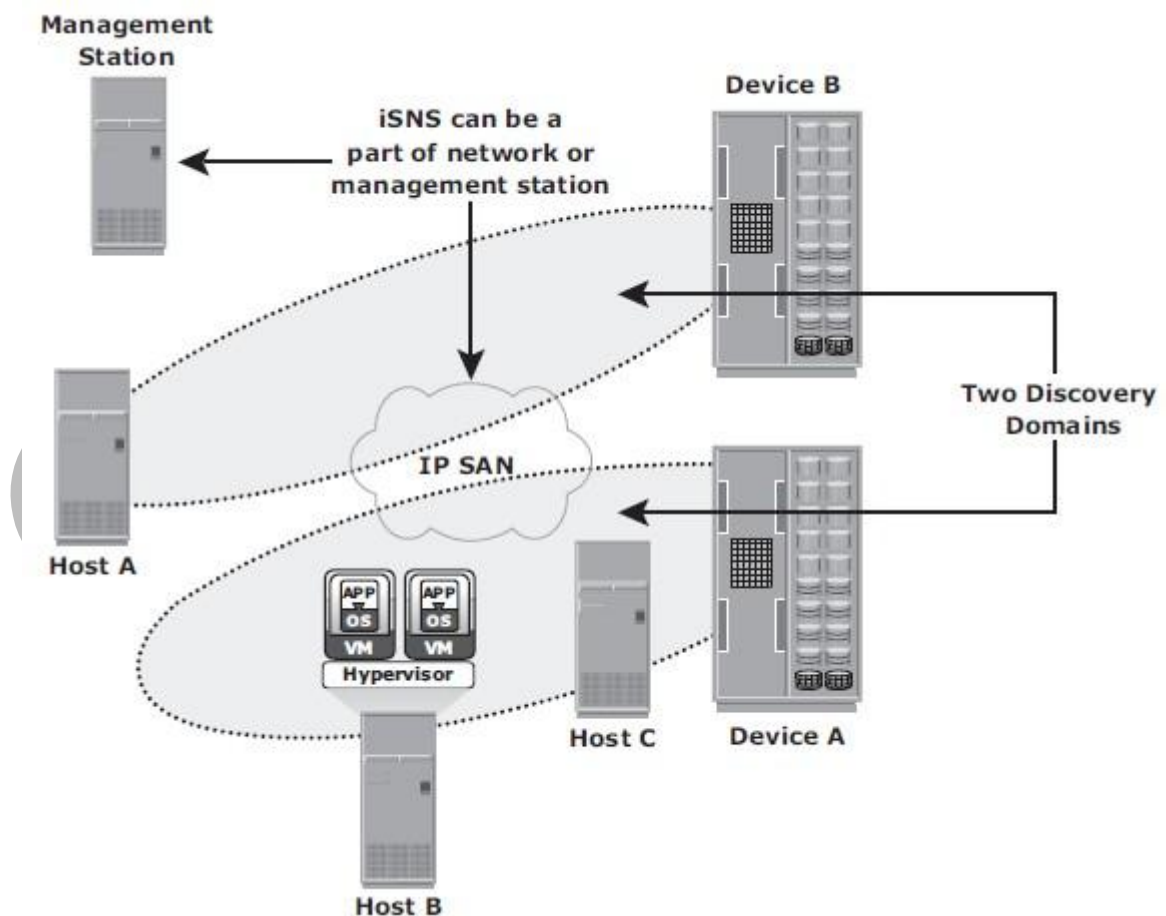 Management
Station
Device B
iSNS can be a
part of network or
management station
Two Discovery
Domains
IP SAN
Host A
APP
OS
VM
APP
OS
VM
Hypervisor
Host C
Device A
Host B